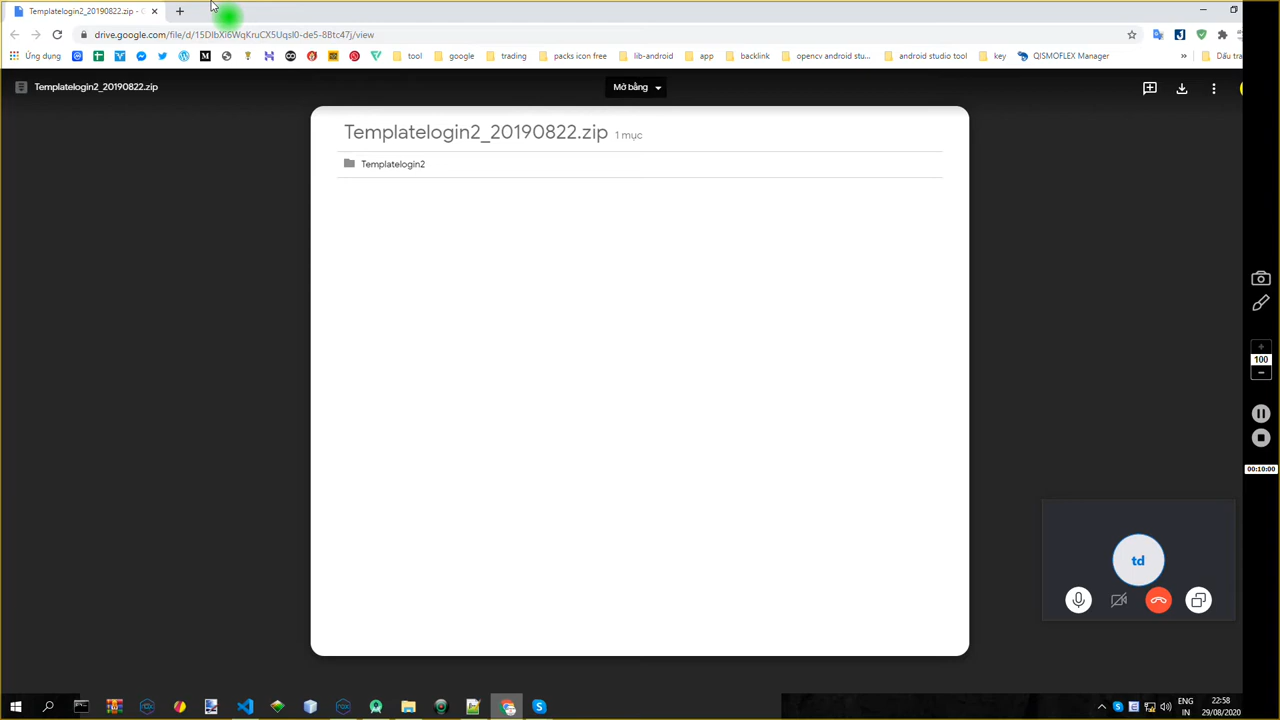 Templatelogin2_20190822.zip - G
drive.google.com/file/d/15DlbXi6WqKruCX5Uqsl0-de5-8Btc47j/view
Ứng dụng
tool
google
trading
packs icon free
lib-android
app
backlink
opencv android stu...
android studio tool
key
QISMOFLEX Manager
»
Dấu tra
Templatelogin2_20190822.zip
Mở bằng
Templatelogin2_20190822.zip 1 mục
Templatelogin2
100
00:10:00
td
ENG
IN
22:58
29/08/2020